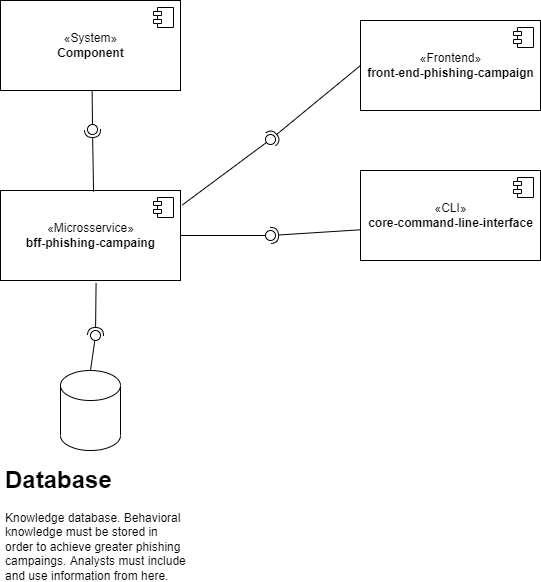 «System»
Component
«Frontend»
front-end-phishing-campaign
«Microsservice»
bff-phishing-campaing
«CLI»
core-command-line-interface
Database
Knowledge database. Behavioral
knowledge must be stored in
order to achieve greater phishing
campaings. Analysts must include
and use information from here.